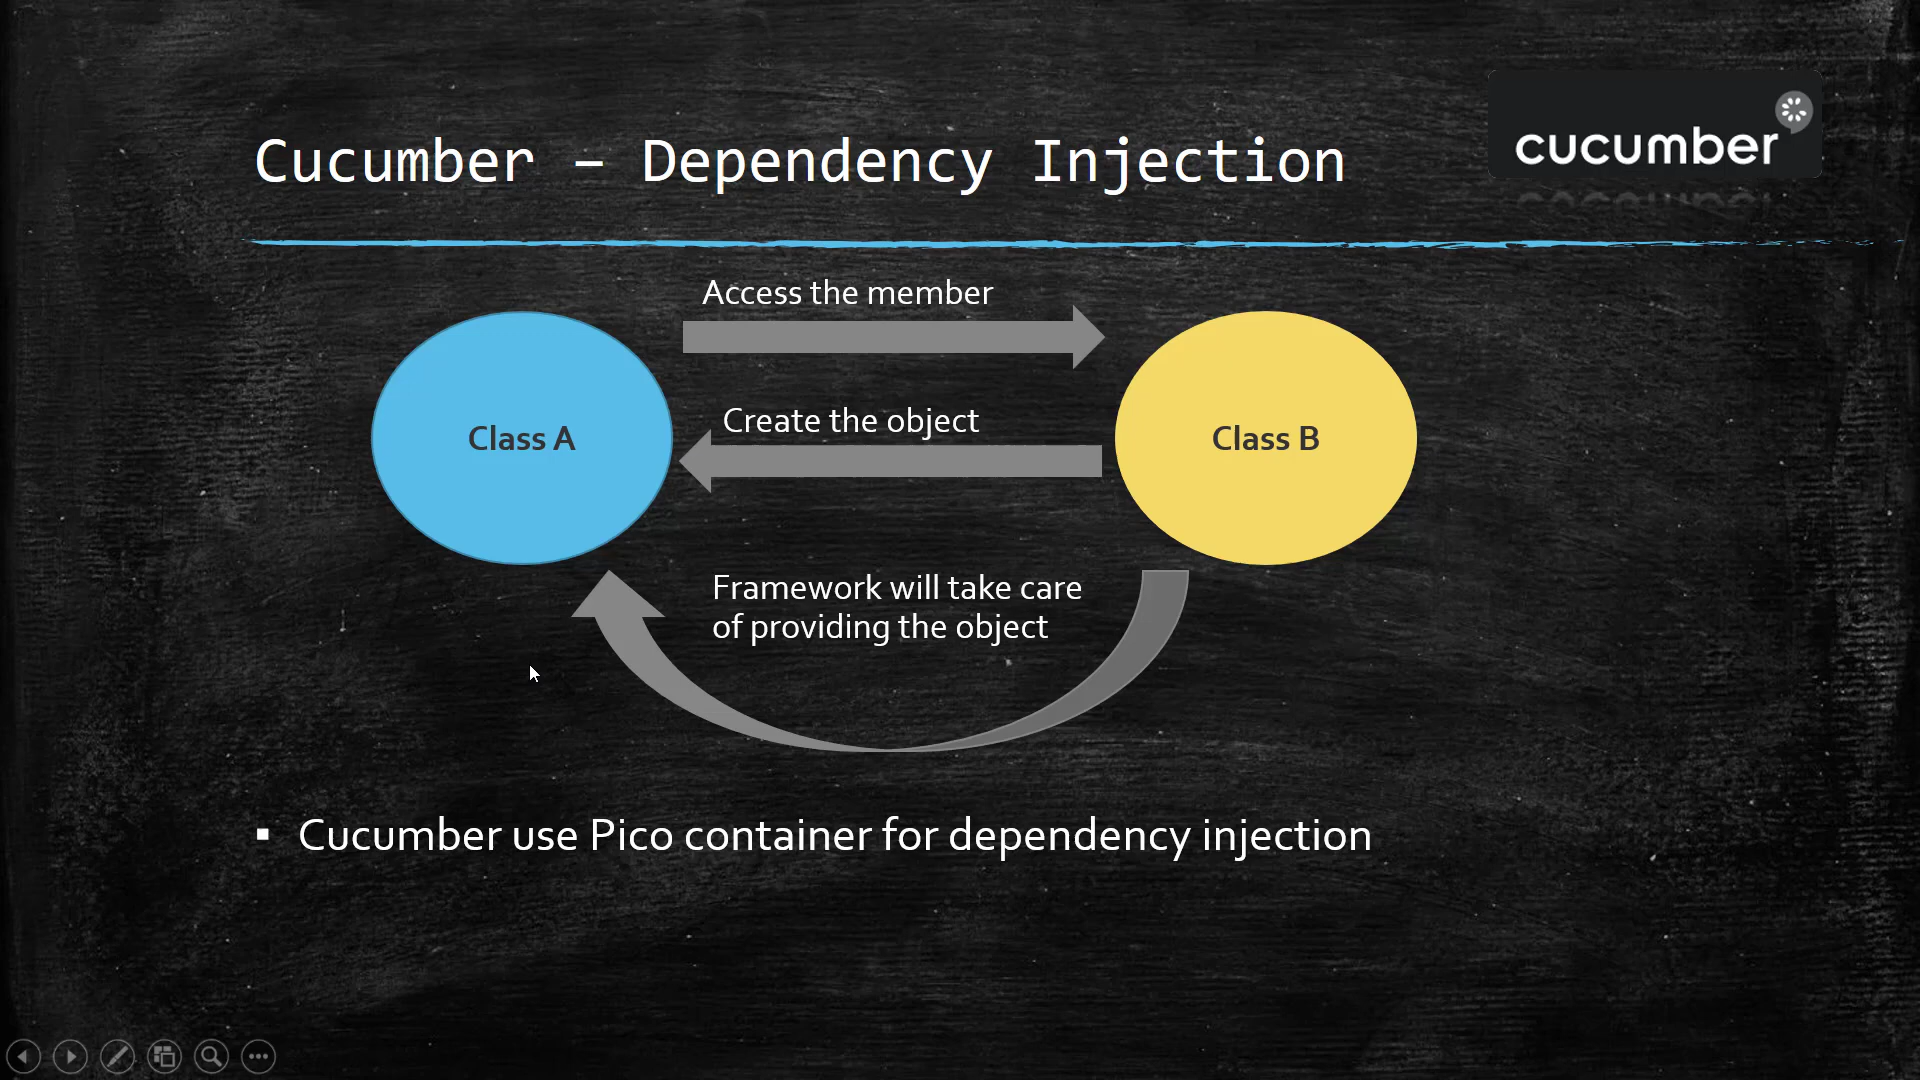 Cucumber – Dependency Injection
cucumber
Access the member
Class A
Create the object
Class B
Framework will take care
of providing the object
▪ Cucumber use Pico container for dependency injection